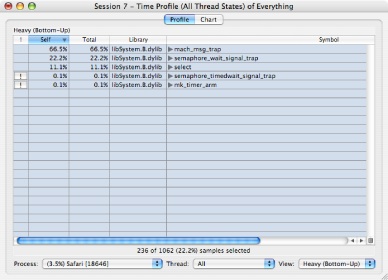 Session 7 - Time Profile (All Thread States) of Everything
Profile Chart
Heavy (Bottom-Up)
! Self Total Library Symbol
66.5% 66.5% libSystem.B.dylib mach_msg_trap
22.2% 22.2% libSystem.B.dylib semaphore_wait_signal_trap
11.1% 11.1% libSystem.B.dylib select
! 0.1% 0.1% libSystem.B.dylib semaphore_timedwait_signal_trap
! 0.1% 0.1% libSystem.B.dylib mk_timer_arm
236 of 1062 (22.2%) samples selected
Process: (3.5%) Safari [18646] Thread: All View: Heavy (Bottom-Up)